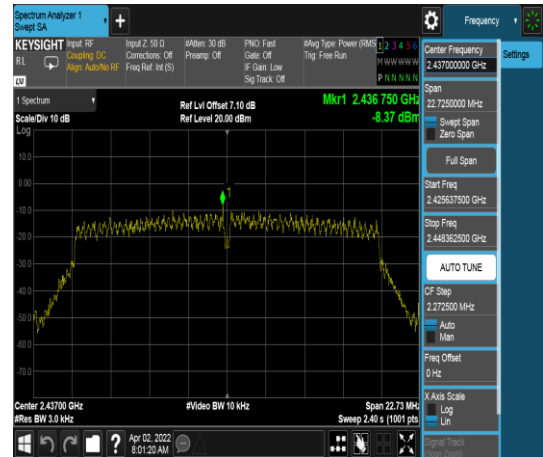 Spectrum Analyzer 1
Swept SA
+
Frequency
KEYSIGHT
RL
LXI
Input: RF
Coupling: DC
Align: Auto/No RF
Input Z: 50 Ω
Corrections: Off
Freq Ref: Int (S)
#Atten: 30 dB
Preamp: Off
PNO: Fast
Gate: Off
IF Gain: Low
Sig Track: Off
#Avg Type: Power (RMS
Trig: Free Run
1 2 3 4 5 6
M W W W W W
P N N N N N
1 Spectrum
Scale/Div 10 dB
Log
Ref Lvl Offset 7.10 dB
Ref Level 20.00 dBm
Mkr1 2.436 750 GHz
-8.37 dBm
1
10.0
0.00
-10.0
-20.0
-30.0
-40.0
-50.0
-60.0
-70.0
Center 2.43700 GHz
#Res BW 3.0 kHz
#Video BW 10 kHz
Span 22.73 MHz
Sweep 2.40 s (1001 pts)
Apr 02, 2022
8:01:20 AM
Center Frequency
2.437000000 GHz
Settings
Span
22.7250000 MHz
Swept Span
Zero Span
Full Span
Start Freq
2.425637500 GHz
Stop Freq
2.448362500 GHz
AUTO TUNE
CF Step
2.272500 MHz
Auto
Man
Freq Offset
0 Hz
X Axis Scale
Log
Lin
Signal Track
(Span Zoom)